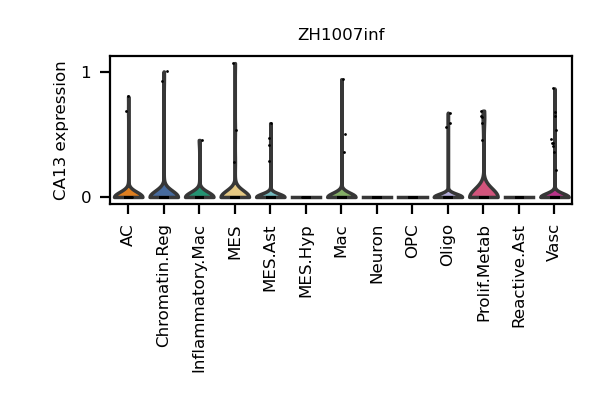 ZH1007inf
CA13 expression
1
0
AC
Chromatin.Reg
Inflammatory.Mac
MES
MES.Ast
MES.Hyp
Mac
Neuron
OPC
Oligo
Prolif.Metab
Reactive.Ast
Vasc